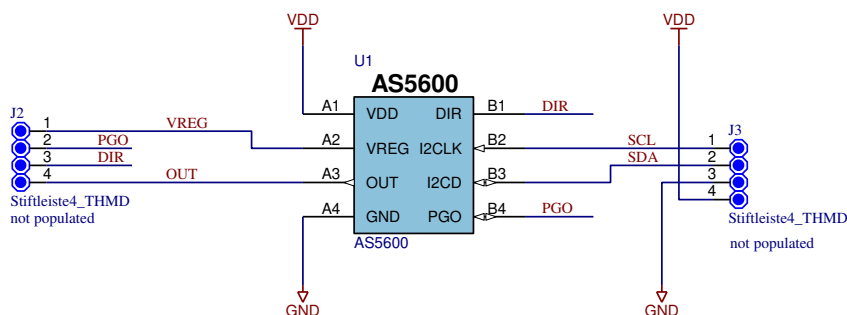 VDD
VDD
U1
AS5600
J2
1 VREG
2 PGO
3 DIR
4 OUT
Stiftleiste4_THMD
not populated
A1 VDD DIR B1 DIR
A2 VREG I2CLK B2 SCL
A3 OUT I2CD B3 SDA
A4 GND PGO B4 PGO
AS5600
J3
1
2
3
4
Stiftleiste4_THMD
not populated
GND
GND